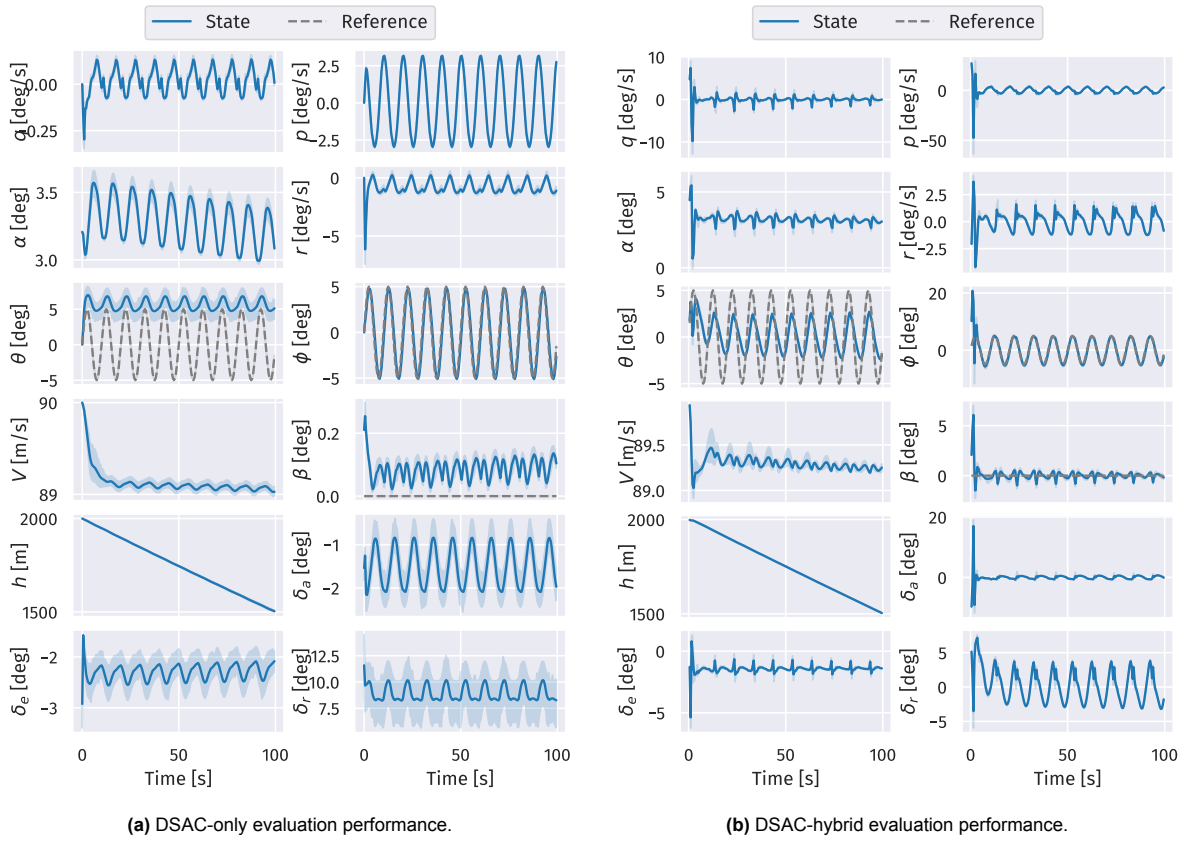 State Reference
q [deg/s] 0.00 −0.25
p [deg/s] 2.5 0.0 −2.5
α [deg] 3.5 3.0
r [deg/s] 0 −5
θ [deg] 5 0 −5
ϕ [deg] 5 0 −5
V [m/s] 90 89
β [deg] 0.2 0.0
h [m] 2000 1500
δa [deg] −1 −2
δe [deg] −2 −3
δr [deg] 12.5 10.0 7.5
0 50 100 0 50 100
Time [s] Time [s]
(a) DSAC-only evaluation performance.
State Reference
q [deg/s] 10 0 −10
p [deg/s] 0 −50
α [deg] 5 0
r [deg/s] 2.5 0.0 −2.5
θ [deg] 5 0 −5
ϕ [deg] 20 0
V [m/s] 89.5 89.0
β [deg] 5 0
h [m] 2000 1500
δa [deg] 20 0
δe [deg] 0 −5
δr [deg] 5 0 −5
0 50 100 0 50 100
Time [s] Time [s]
(b) DSAC-hybrid evaluation performance.